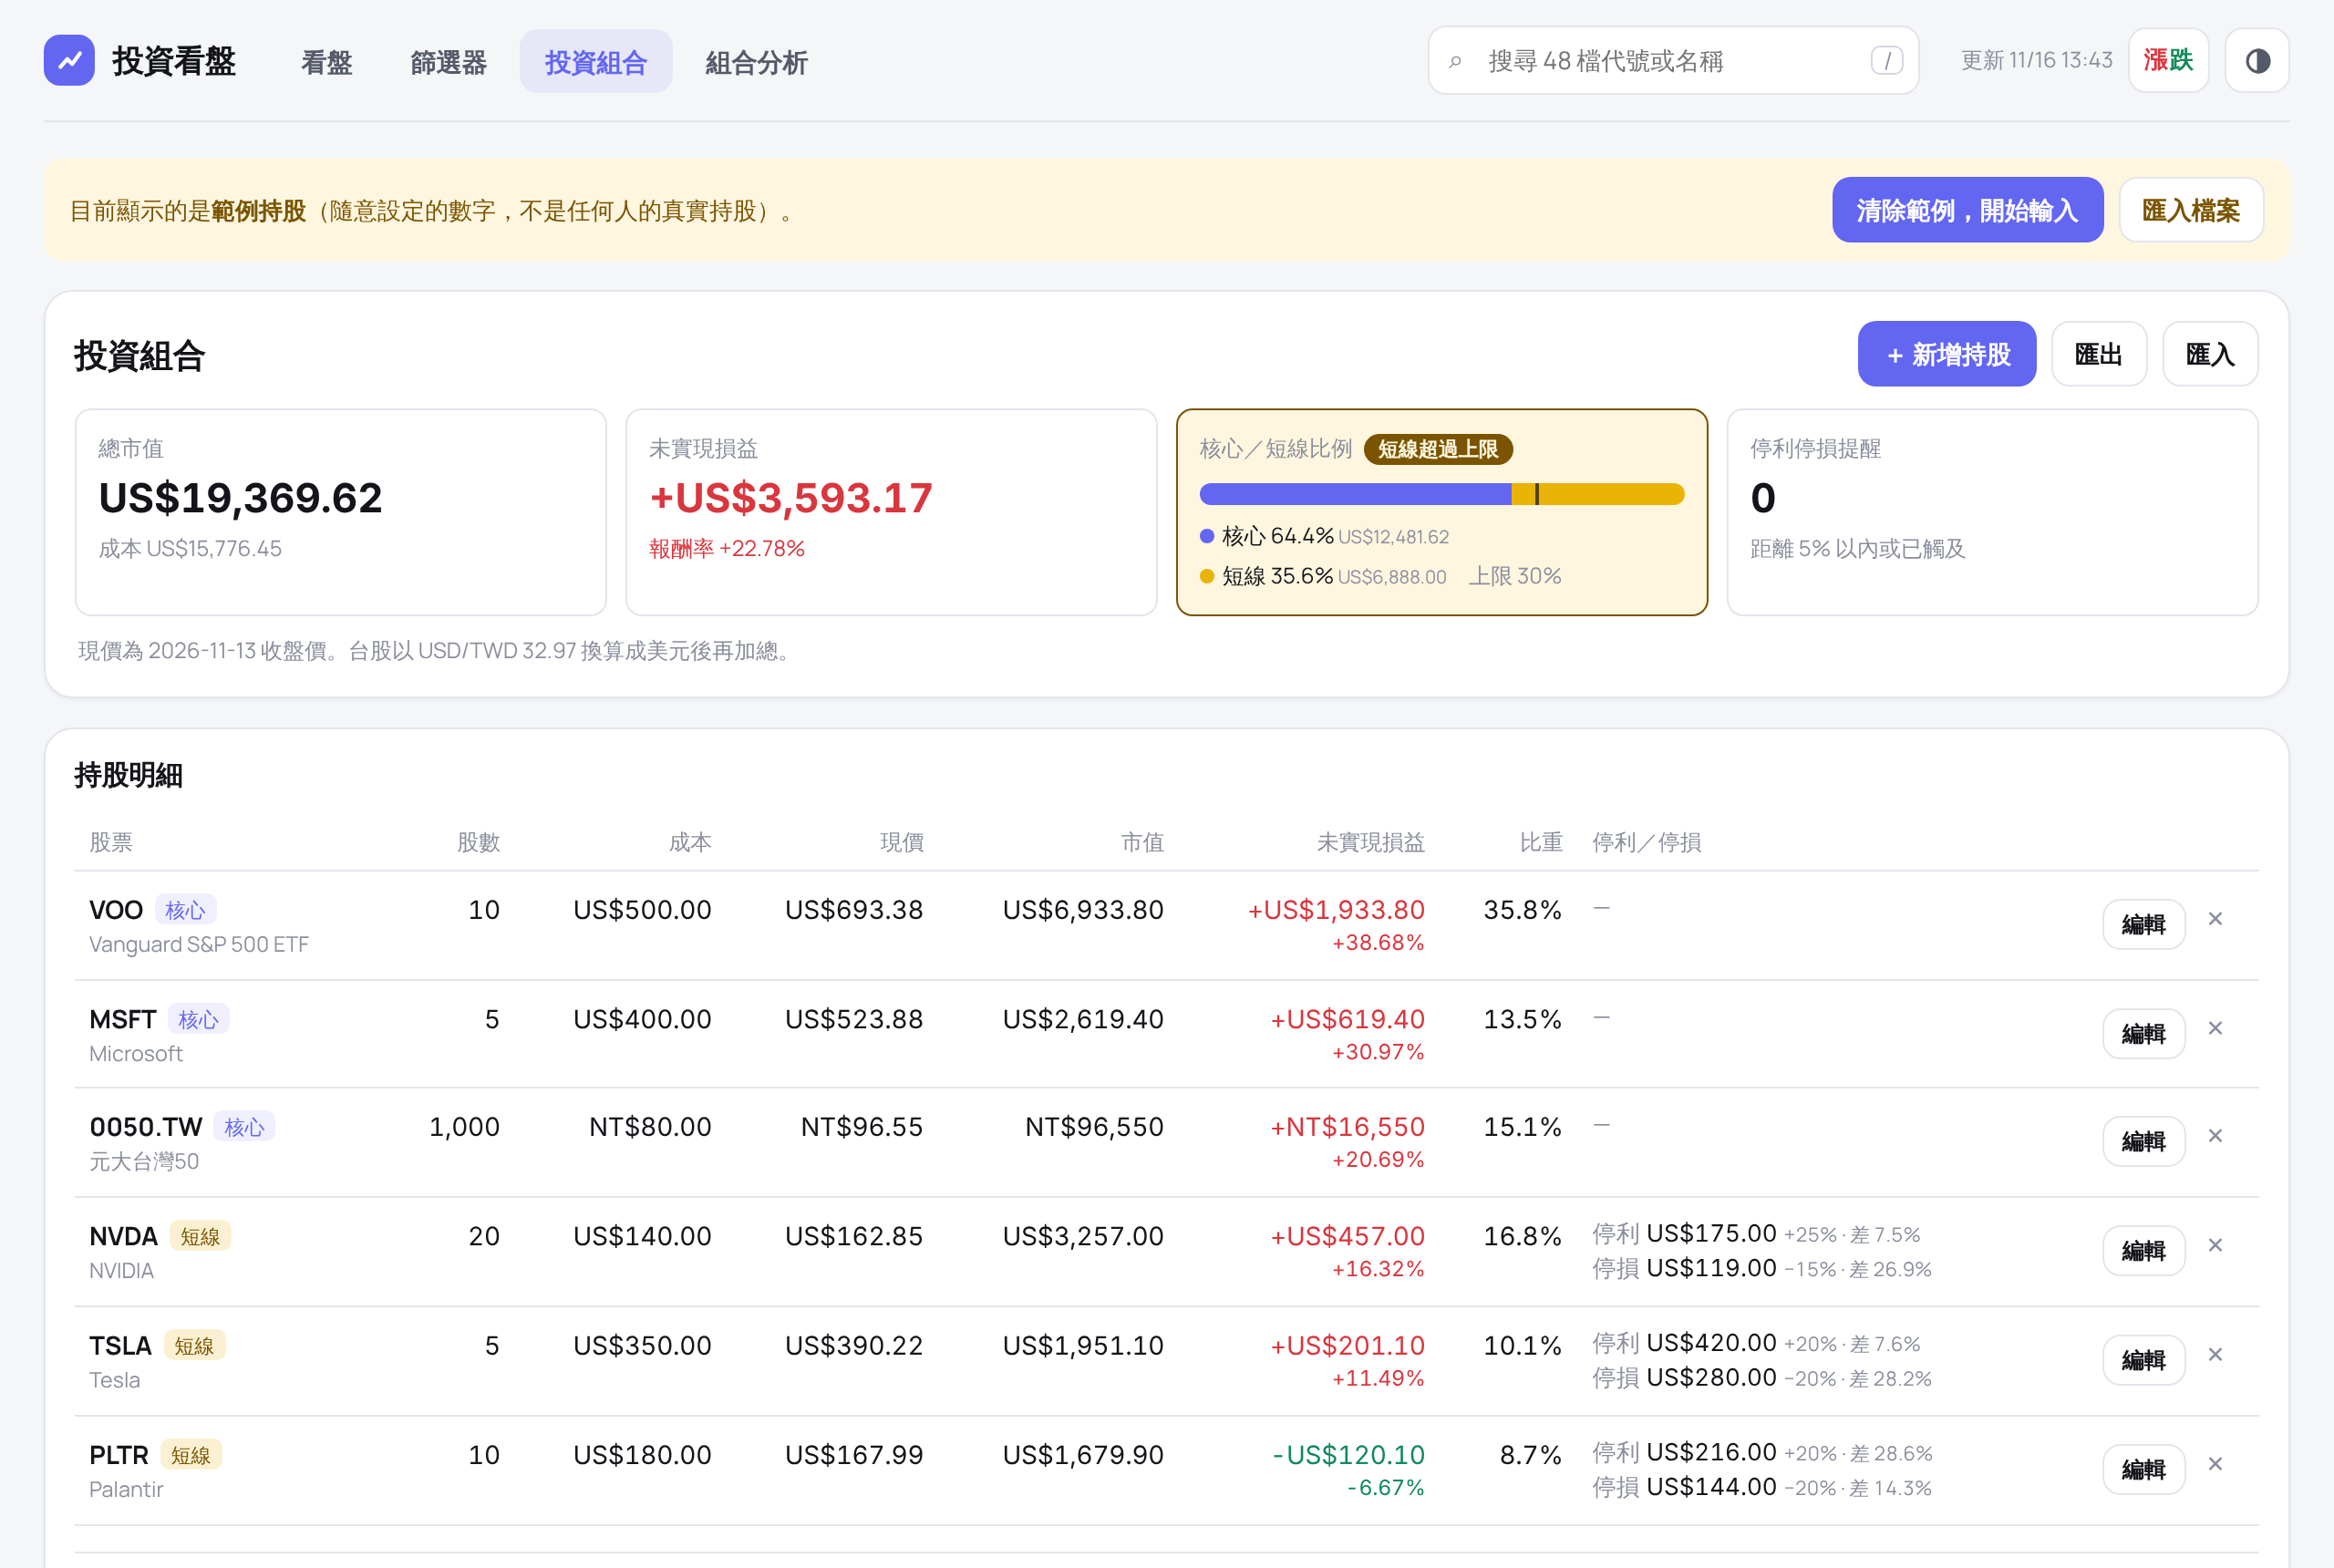 投資看盤 看盤 篩選器 投資組合 組合分析 搜尋 48 檔代號或名稱 / 更新 11/16 13:43 漲跌
目前顯示的是範例持股（隨意設定的數字，不是任何人的真實持股）。 清除範例，開始輸入 匯入檔案
投資組合 + 新增持股 匯出 匯入
總市值
US$19,369.62
成本 US$15,776.45
未實現損益
+US$3,593.17
報酬率 +22.78%
核心／短線比例 短線超過上限
核心 64.4% US$12,481.62
短線 35.6% US$6,888.00 上限 30%
停利停損提醒
0
距離 5% 以內或已觸及
現價為 2026-11-13 收盤價。台股以 USD/TWD 32.97 換算成美元後再加總。
持股明細
股票 股數 成本 現價 市值 未實現損益 比重 停利／停損
VOO 核心 10 US$500.00 US$693.38 US$6,933.80 +US$1,933.80 35.8% — 編輯 ×
Vanguard S&P 500 ETF +38.68%
MSFT 核心 5 US$400.00 US$523.88 US$2,619.40 +US$619.40 13.5% — 編輯 ×
Microsoft +30.97%
0050.TW 核心 1,000 NT$80.00 NT$96.55 NT$96,550 +NT$16,550 15.1% — 編輯 ×
元大台灣50 +20.69%
NVDA 短線 20 US$140.00 US$162.85 US$3,257.00 +US$457.00 16.8% 停利 US$175.00 +25% · 差 7.5% 編輯 ×
NVIDIA +16.32% 停損 US$119.00 −15% · 差 26.9%
TSLA 短線 5 US$350.00 US$390.22 US$1,951.10 +US$201.10 10.1% 停利 US$420.00 +20% · 差 7.6% 編輯 ×
Tesla +11.49% 停損 US$280.00 −20% · 差 28.2%
PLTR 短線 10 US$180.00 US$167.99 US$1,679.90 -US$120.10 8.7% 停利 US$216.00 +20% · 差 28.6% 編輯 ×
Palantir -6.67% 停損 US$144.00 −20% · 差 14.3%